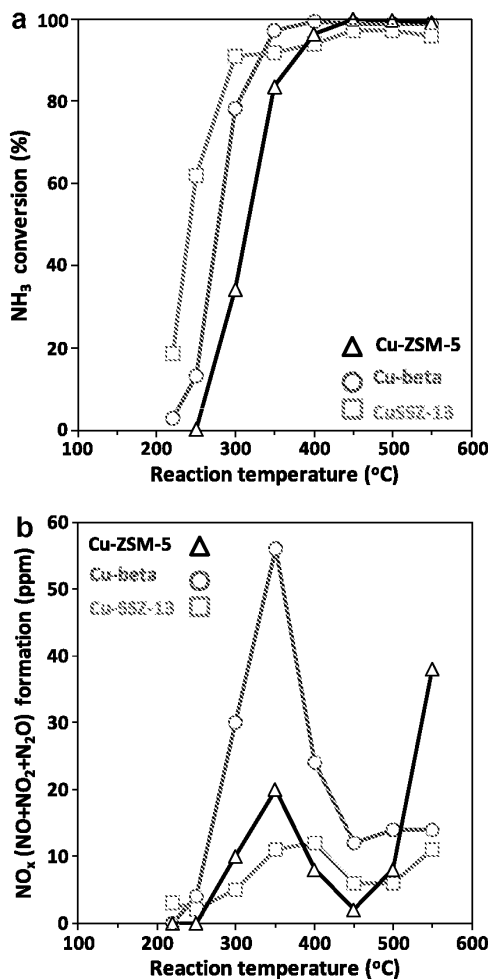 a
100
80
60
40
20
0
NH₃ conversion (%)
Cu-ZSM-5
Cu-beta
CuSSZ-13
100 200 300 400 500 600
Reaction temperature (°C)
b
60
50
40
30
20
10
0
NOₓ (NO+NO₂+N₂O) formation (ppm)
Cu-ZSM-5
Cu-beta
Cu-SSZ-13
100 200 300 400 500 600
Reaction temperature (°C)